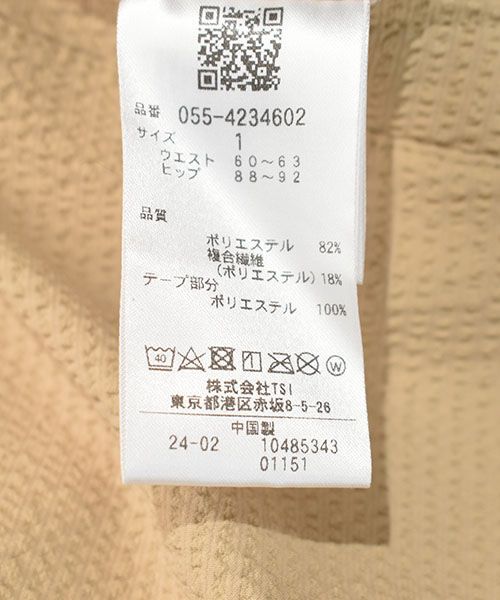 品番 055-4234602
サイズ 1
ウエスト 60～63
ヒップ 88～92
品質
ポリエステル 82%
複合繊維
(ポリエステル) 18%
テープ部分
ポリエステル 100%
40 W
株式会社TSI
東京都港区赤坂8-5-26
中国製
24-02 10485343
01151